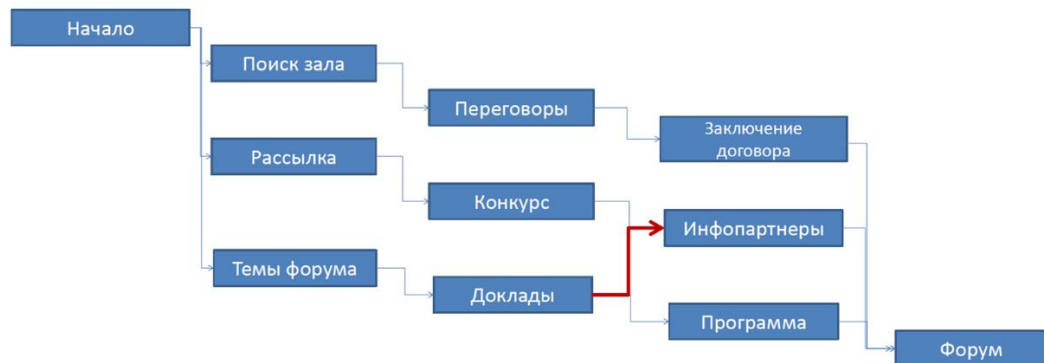 Начало
Поиск зала
Переговоры
Заключение
договора
Рассылка
Конкурс
Инфопартнеры
Темы форума
Доклады
Программа
Форум